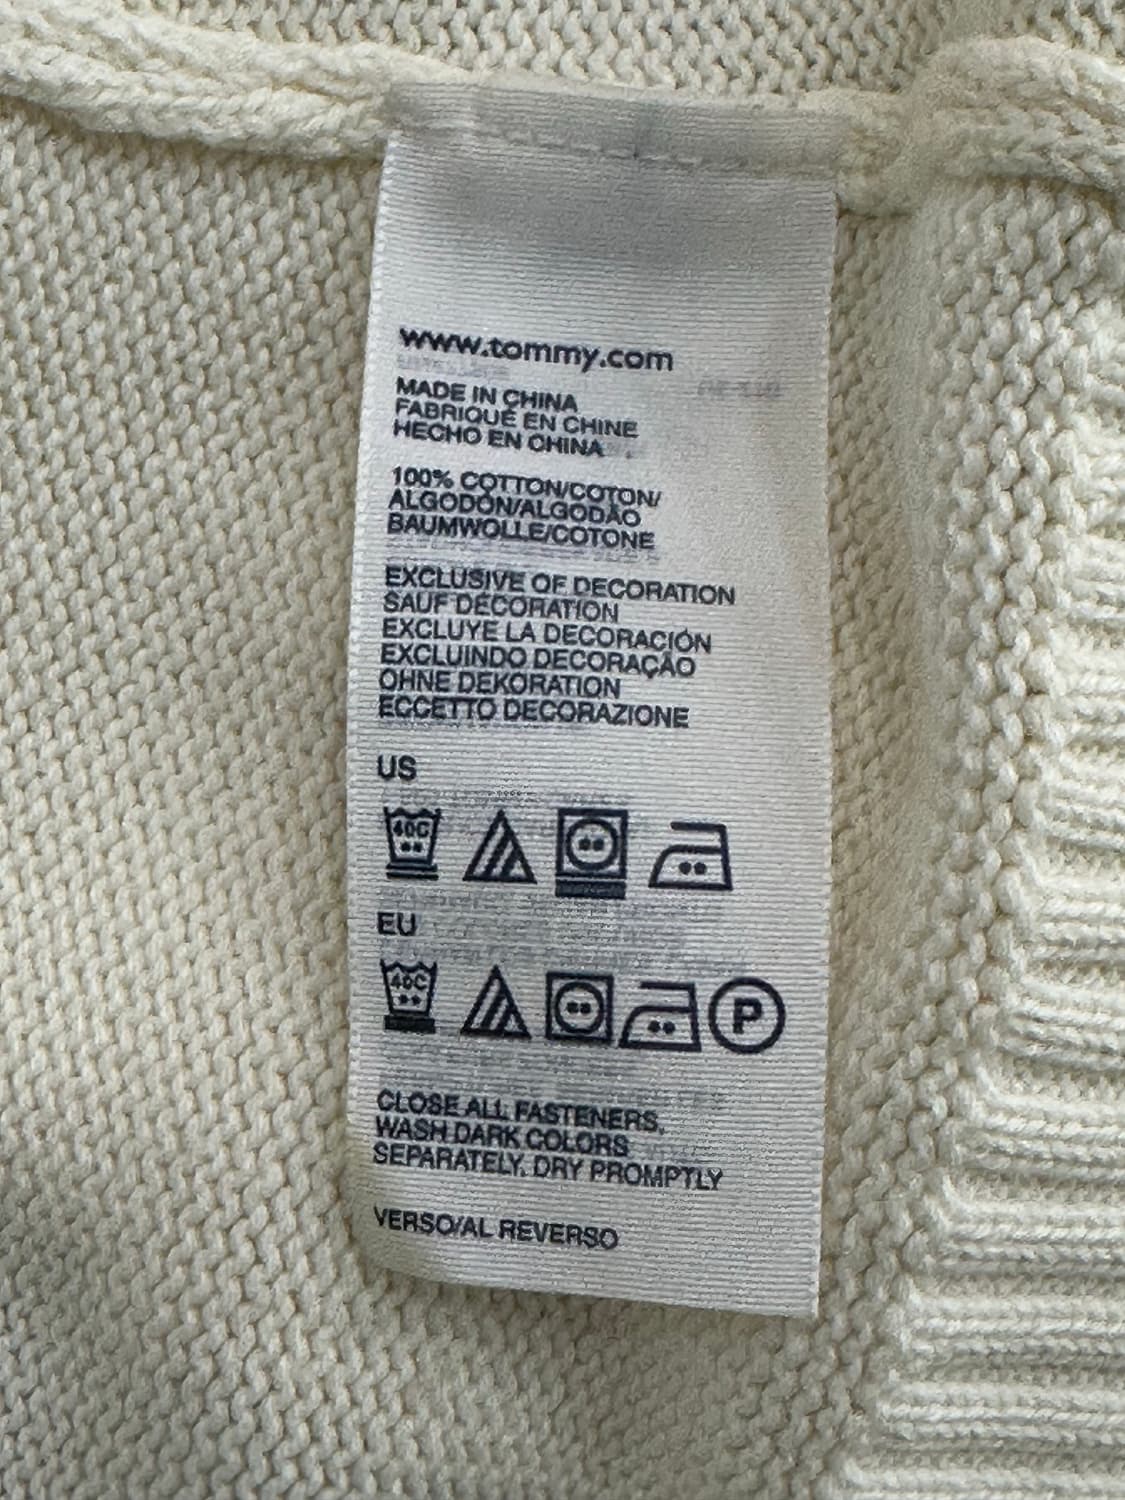 www.tommy.com
MADE IN CHINA
FABRIQUÉ EN CHINE
HECHO EN CHINA
100% COTTON/COTON/
ALGODÓN/ALGODÃO
BAUMWOLLE/COTONE
EXCLUSIVE OF DECORATION
SAUF DÉCORATION
EXCLUYE LA DECORACIÓN
EXCLUINDO DECORAÇÃO
OHNE DEKORATION
ECCETTO DECORAZIONE
US
40C
EU
40C P
CLOSE ALL FASTENERS,
WASH DARK COLORS
SEPARATELY, DRY PROMPTLY
VERSO/AL REVERSO